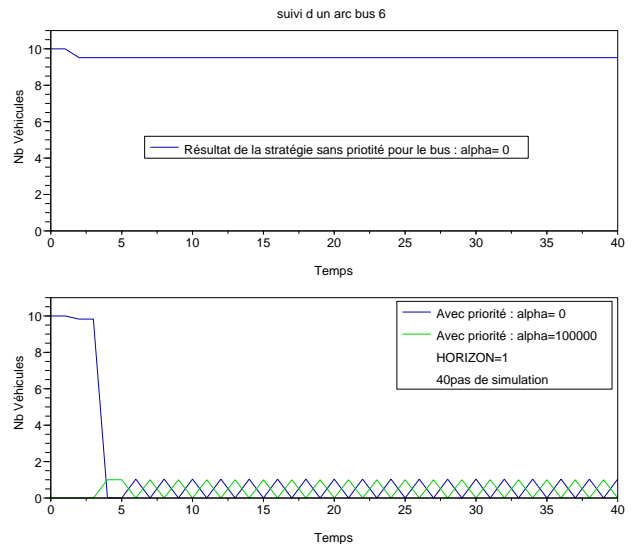 suivi d un arc bus 6
Nb Véhicules
10
8
6
4
2
0
Résultat de la stratégie sans priotité pour le bus : alpha= 0
0 5 10 15 20 25 30 35 40
Temps
Nb Véhicules
10
8
6
4
2
0
Avec priorité : alpha= 0
Avec priorité : alpha=100000
HORIZON=1
40pas de simulation
0 5 10 15 20 25 30 35 40
Temps